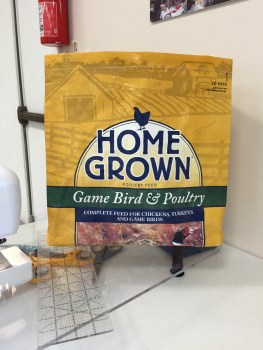 HOME
GROWN
POULTRY FEED
Game Bird & Poultry
COMPLETE FEED FOR CHICKENS, TURKEYS
AND GAME BIRDS